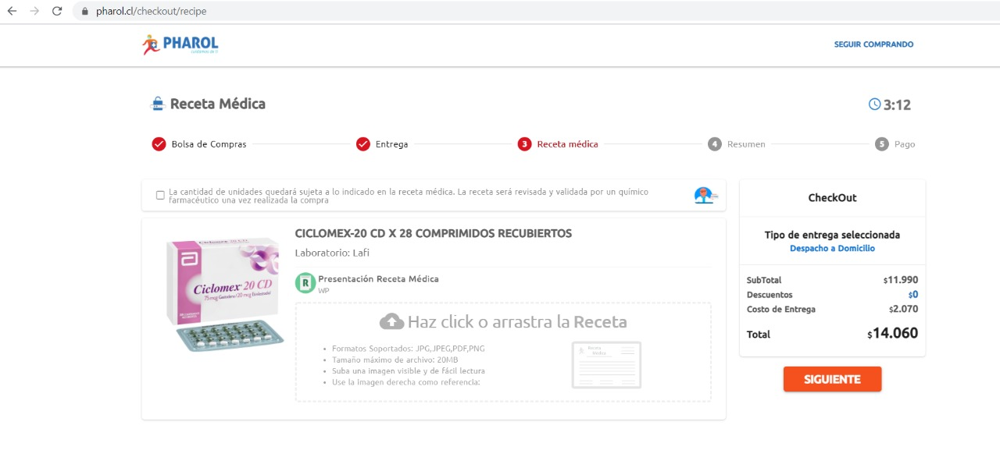 pharol.cl/checkout/recipe
PHAROL
SEGUIR COMPRANDO
Receta Médica
3:12
Bolsa de Compras
Entrega
3 Receta médica
4 Resumen
5 Pago
La cantidad de unidades quedará sujeta a lo indicado en la receta médica. La receta será revisada y validada por un químico
farmacéutico una vez realizada la compra
CICLOMEX-20 CD X 28 COMPRIMIDOS RECUBIERTOS
Laboratorio: Lafi
Ciclomex 20 CD
Ciclomex 20 CD
R Presentación Receta Médica
WP
Haz click o arrastra la Receta
Formatos Soportados: JPG,JPEG,PDF,PNG
Tamaño máximo de archivo: 20MB
Suba una imagen visible y de fácil lectura
Use la imagen derecha como referencia:
Receta
Médica
CheckOut
Tipo de entrega seleccionada
Despacho a Domicilio
SubTotal $11.990
Descuentos $0
Costo de Entrega $2.070
Total $14.060
SIGUIENTE